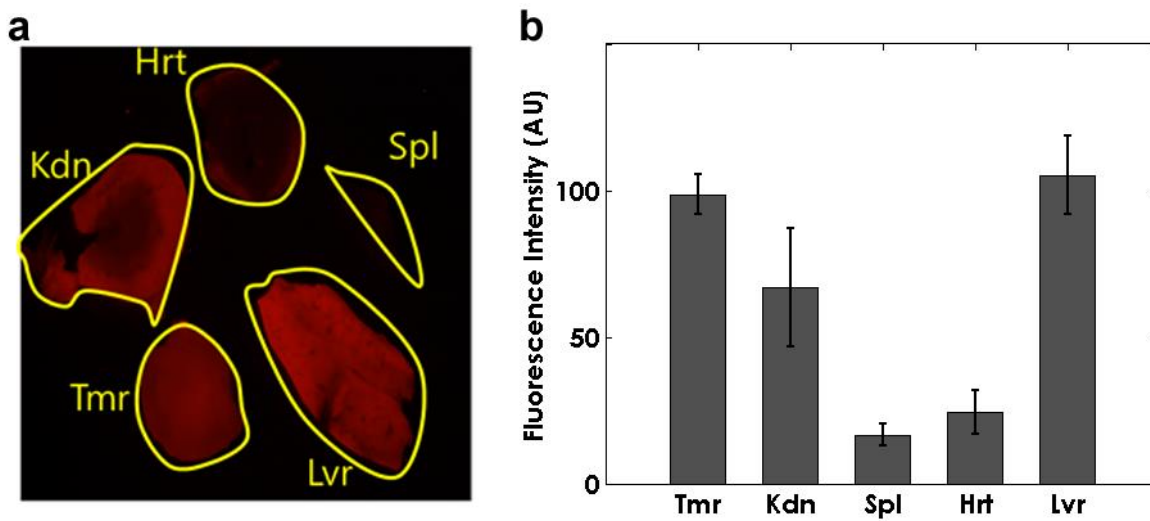 a
Hrt
Spl
Kdn
Tmr
Lvr
b
Fluorescence Intensity (AU)
100
50
0
Tmr Kdn Spl Hrt Lvr